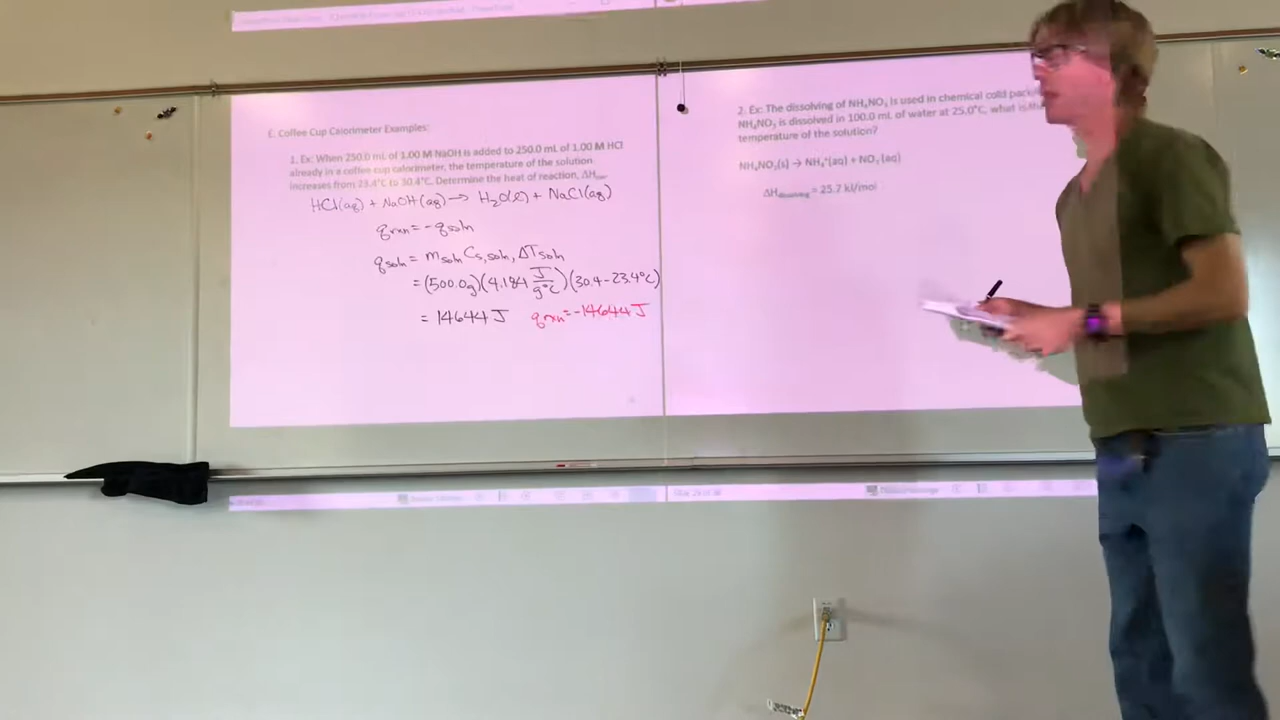 E. Coffee Cup Calorimeter Examples:
1. Ex: When 250.0 mL of 1.00 M NaOH is added to 250.0 mL of 1.00 M HCl
already in a coffee cup calorimeter, the temperature of the solution
increases from 23.4°C to 30.4°C. Determine the heat of reaction, ΔH
HCl(aq) + NaOH(aq) → H₂O(ℓ) + NaCl(aq)
qrxn = -qsoln
qsoln = msoln Cs,soln, ΔTsoln
= (500.0g)(4.184 J/g°C)(30.4-23.4°C)
= 14644 J qrxn = -14644 J
2. Ex: The dissolving of NH₄NO₃ is used in chemical cold
NH₄NO₃ is dissolved in 100.0 mL of water at 25.0°C, what is the
temperature of the solution?
NH₄NO₃(s) → NH₄⁺(aq) + NO₃⁻(aq)
ΔHdissolving = 25.7 kJ/mol